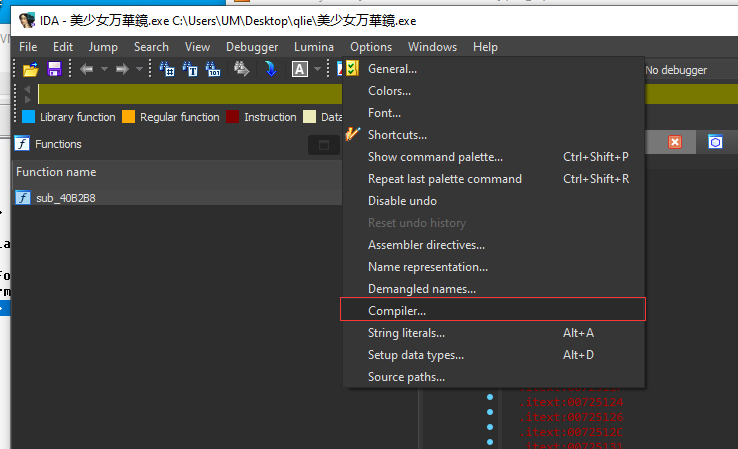 IDA - 美少女万華鏡.exe C:\Users\UM\Desktop\qlie\美少女万華鏡.exe
File Edit Jump Search View Debugger Lumina Options Windows Help
No debugger
Library function Regular function Instruction Data
Functions
Function name
sub_40B2B8
General...
Colors...
Font...
Shortcuts...
Show command palette... Ctrl+Shift+P
Repeat last palette command Ctrl+Shift+R
Disable undo
Reset undo history
Assembler directives...
Name representation...
Demangled names...
Compiler...
String literals... Alt+A
Setup data types... Alt+D
Source paths...
.itext:00725124
.itext:00725126
.itext:0072512C